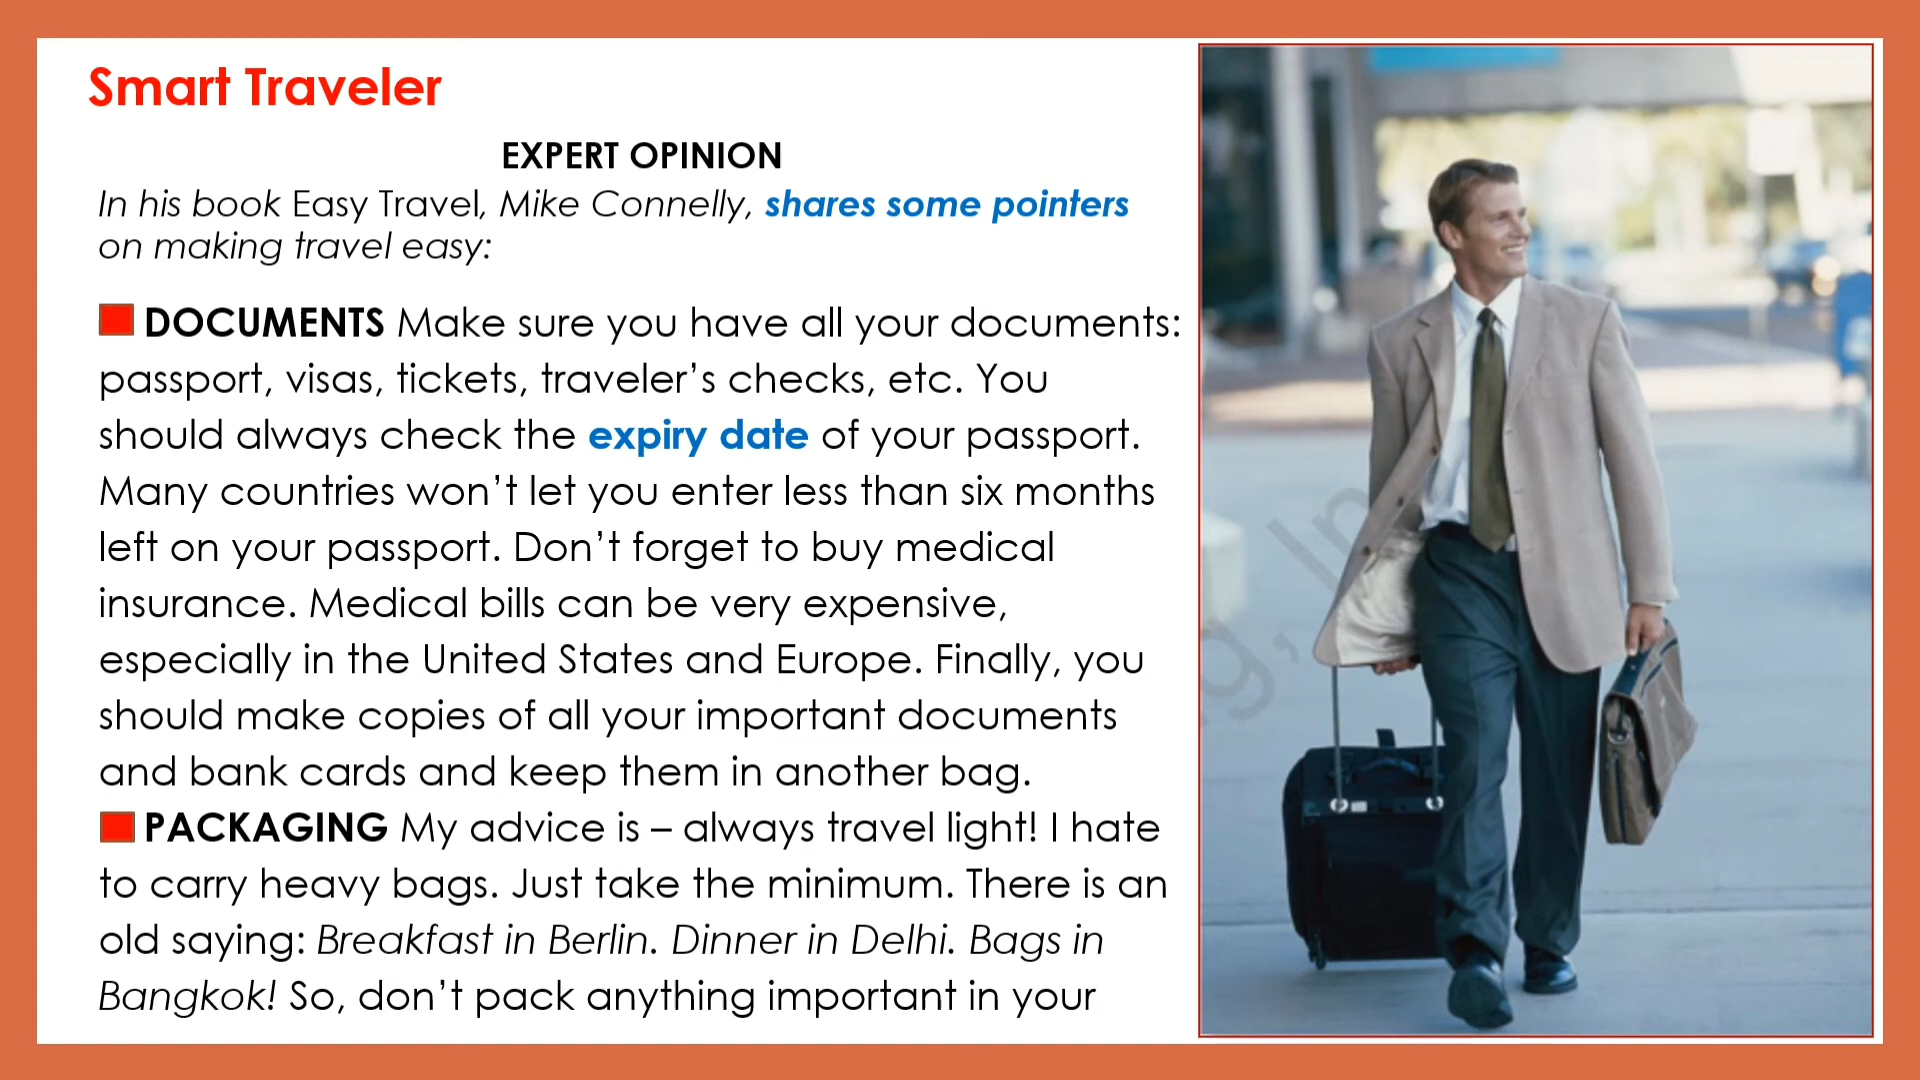 Smart Traveler
EXPERT OPINION
In his book Easy Travel, Mike Connelly, shares some pointers
on making travel easy:
DOCUMENTS Make sure you have all your documents:
passport, visas, tickets, traveler’s checks, etc. You
should always check the expiry date of your passport.
Many countries won’t let you enter less than six months
left on your passport. Don’t forget to buy medical
insurance. Medical bills can be very expensive,
especially in the United States and Europe. Finally, you
should make copies of all your important documents
and bank cards and keep them in another bag.
PACKAGING My advice is – always travel light! I hate
to carry heavy bags. Just take the minimum. There is an
old saying: Breakfast in Berlin. Dinner in Delhi. Bags in
Bangkok! So, don’t pack anything important in your